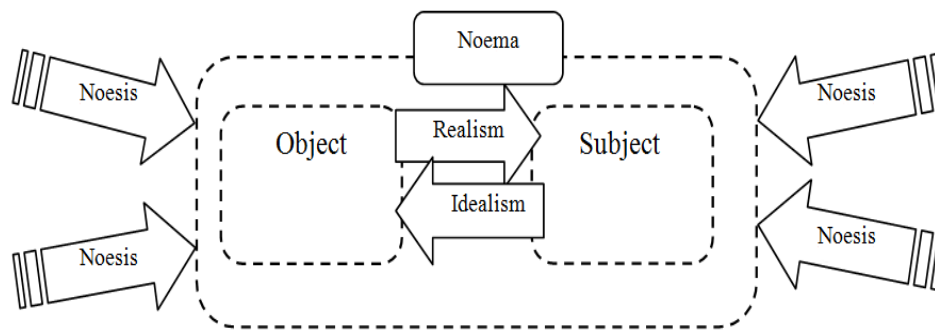 Noema
Noesis
Noesis
Object
Realism
Subject
Idealism
Noesis
Noesis